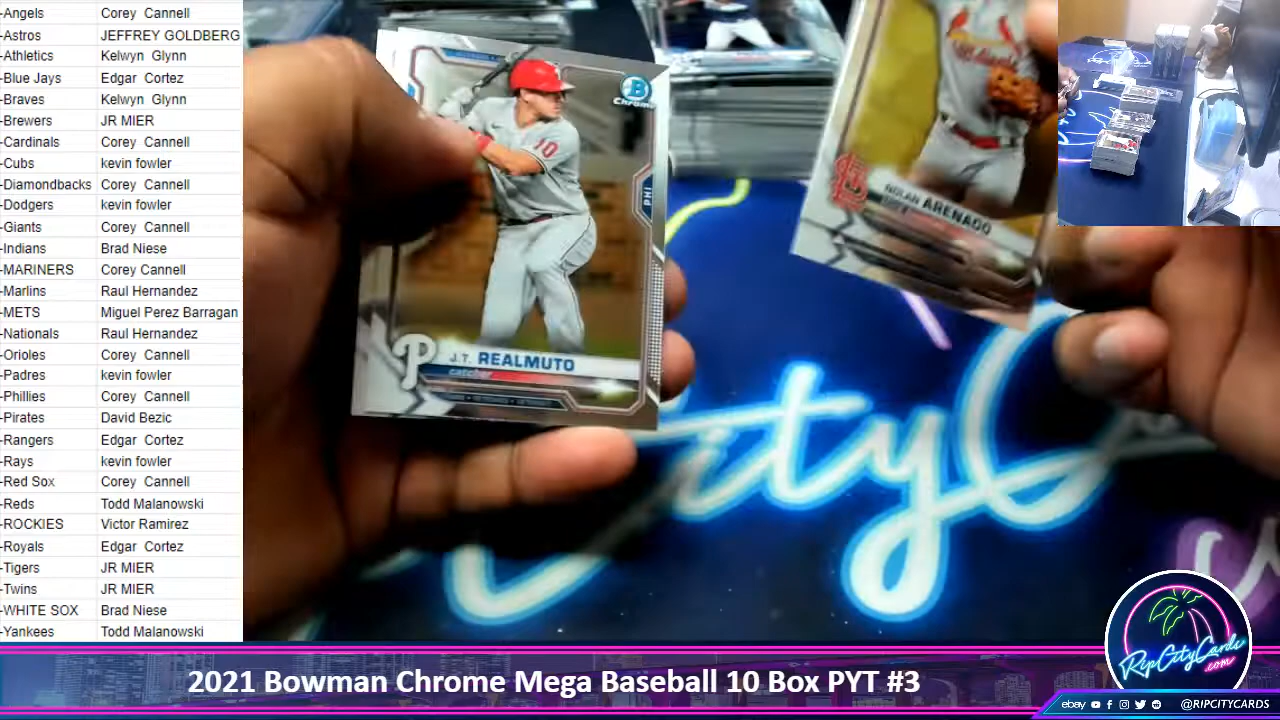 -Angels Corey Cannell
-Astros JEFFREY GOLDBERG
-Athletics Kelwyn Glynn
-Blue Jays Edgar Cortez
-Braves Kelwyn Glynn
-Brewers JR MIER
-Cardinals Corey Cannell
-Cubs kevin fowler
-Diamondbacks Corey Cannell
-Dodgers kevin fowler
-Giants Corey Cannell
-Indians Brad Niese
-MARINERS Corey Cannell
-Marlins Raul Hernandez
-METS Miguel Perez Barragan
-Nationals Raul Hernandez
-Orioles Corey Cannell
-Padres kevin fowler
-Phillies Corey Cannell
-Pirates David Bezic
-Rangers Edgar Cortez
-Rays kevin fowler
-Red Sox Corey Cannell
-Reds Todd Malanowski
-ROCKIES Victor Ramirez
-Royals Edgar Cortez
-Tigers JR MIER
-Twins JR MIER
-WHITE SOX Brad Niese
-Yankees Todd Malanowski
B
Chrome
10
PHI
P
J.T. REALMUTO
catcher
NOLAN ARENADO
ityC
RipCityCards
.com
2021 Bowman Chrome Mega Baseball 10 Box PYT #3
ebay @RIPCITYCARDS